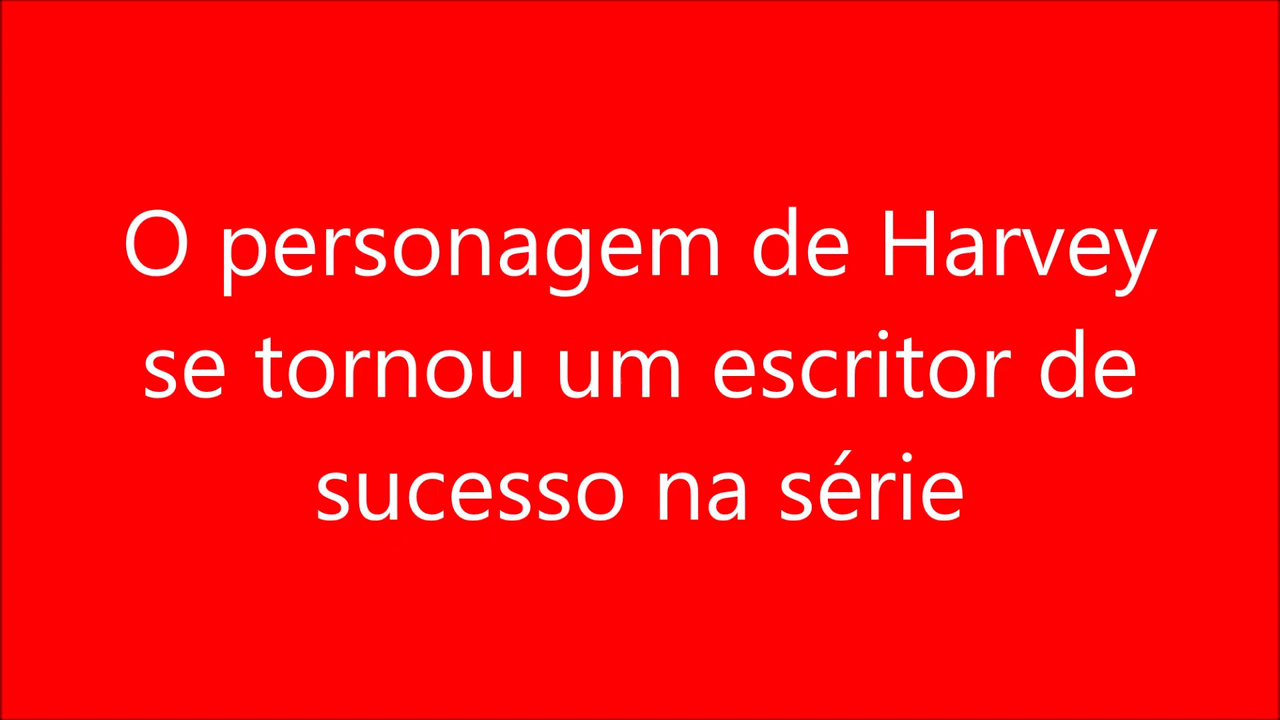 O personagem de Harvey
se tornou um escritor de
sucesso na série